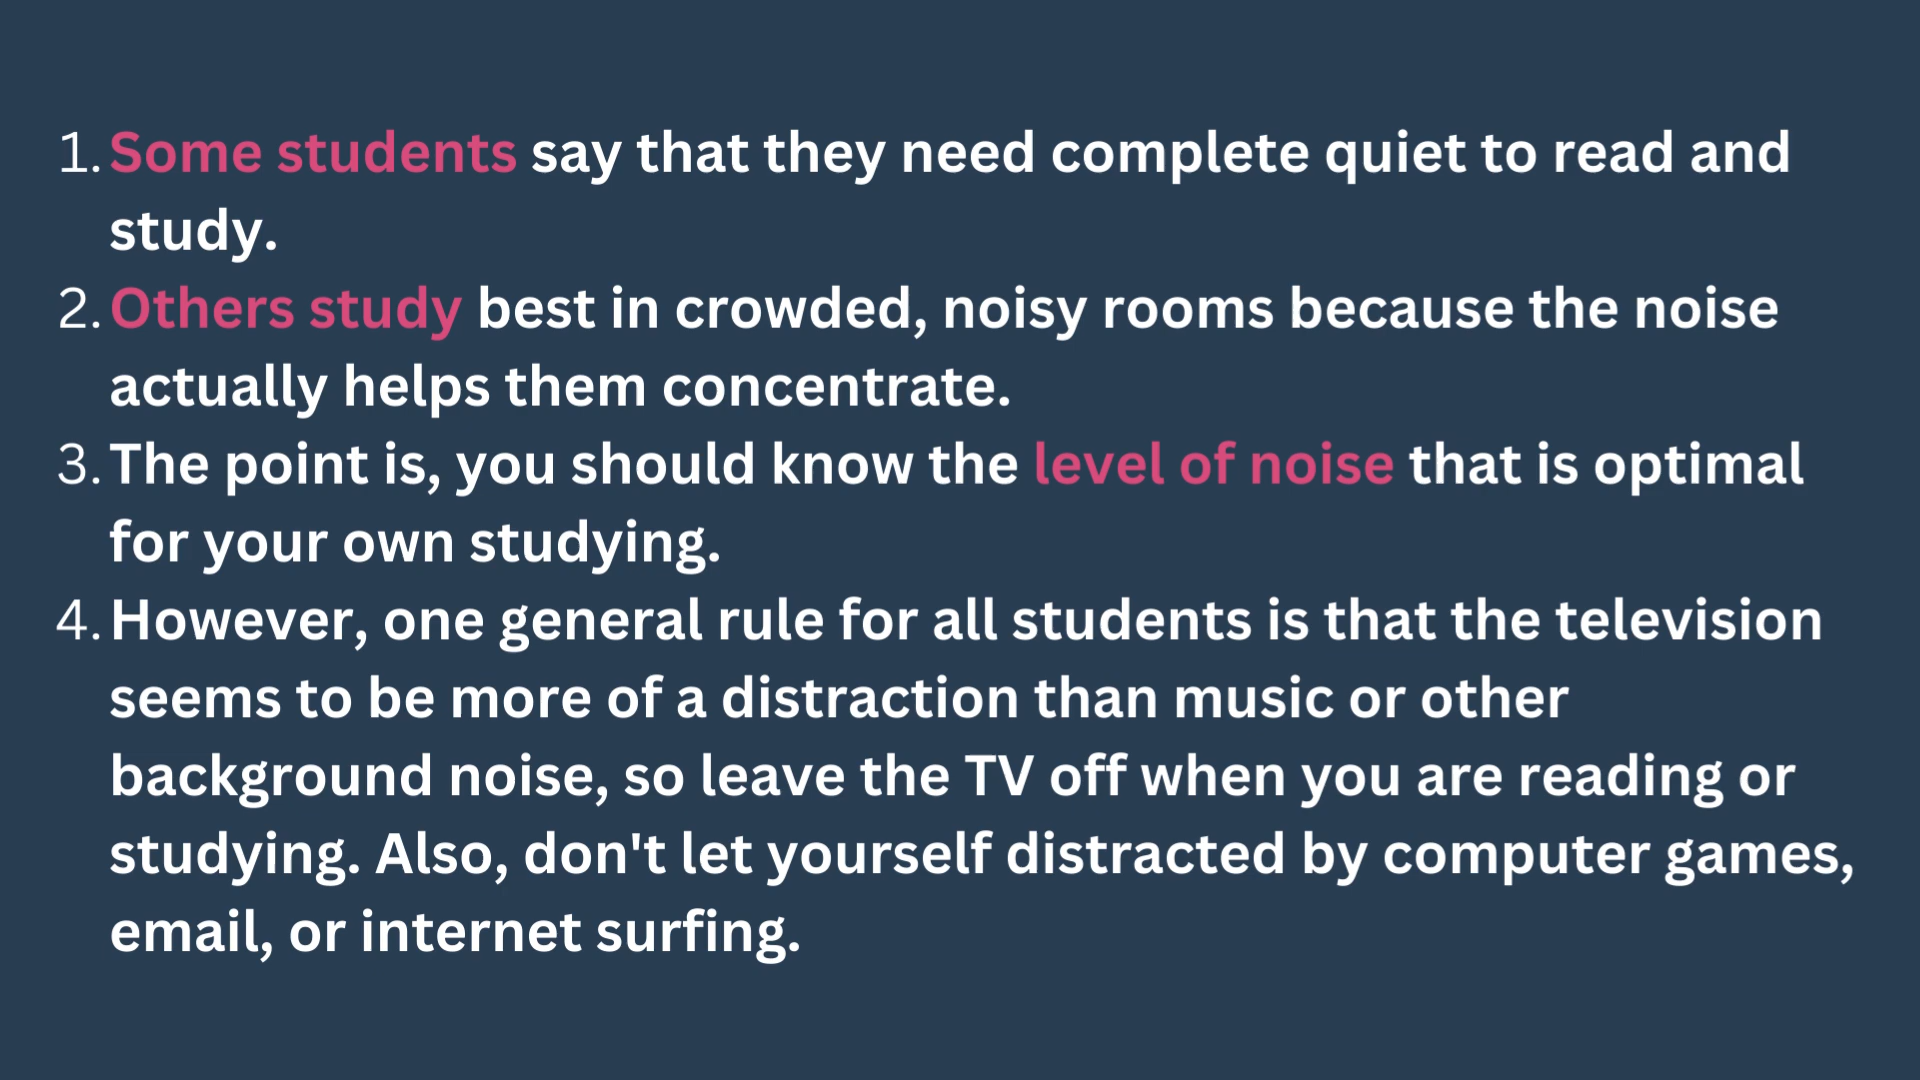 1. Some students say that they need complete quiet to read and
study.
2. Others study best in crowded, noisy rooms because the noise
actually helps them concentrate.
3. The point is, you should know the level of noise that is optimal
for your own studying.
4. However, one general rule for all students is that the television
seems to be more of a distraction than music or other
background noise, so leave the TV off when you are reading or
studying. Also, don't let yourself distracted by computer games,
email, or internet surfing.